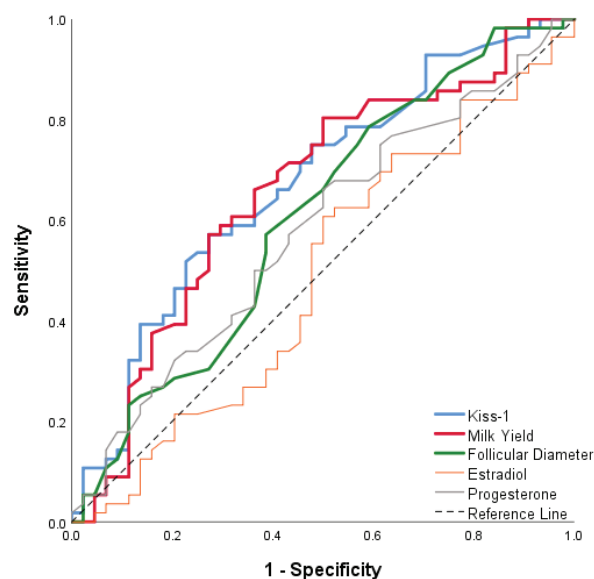 1.0
0.8
0.6
0.4
0.2
0.0
Sensitivity
0.0 0.2 0.4 0.6 0.8 1.0
1 - Specificity
Kiss-1
Milk Yield
Follicular Diameter
Estradiol
Progesterone
Reference Line